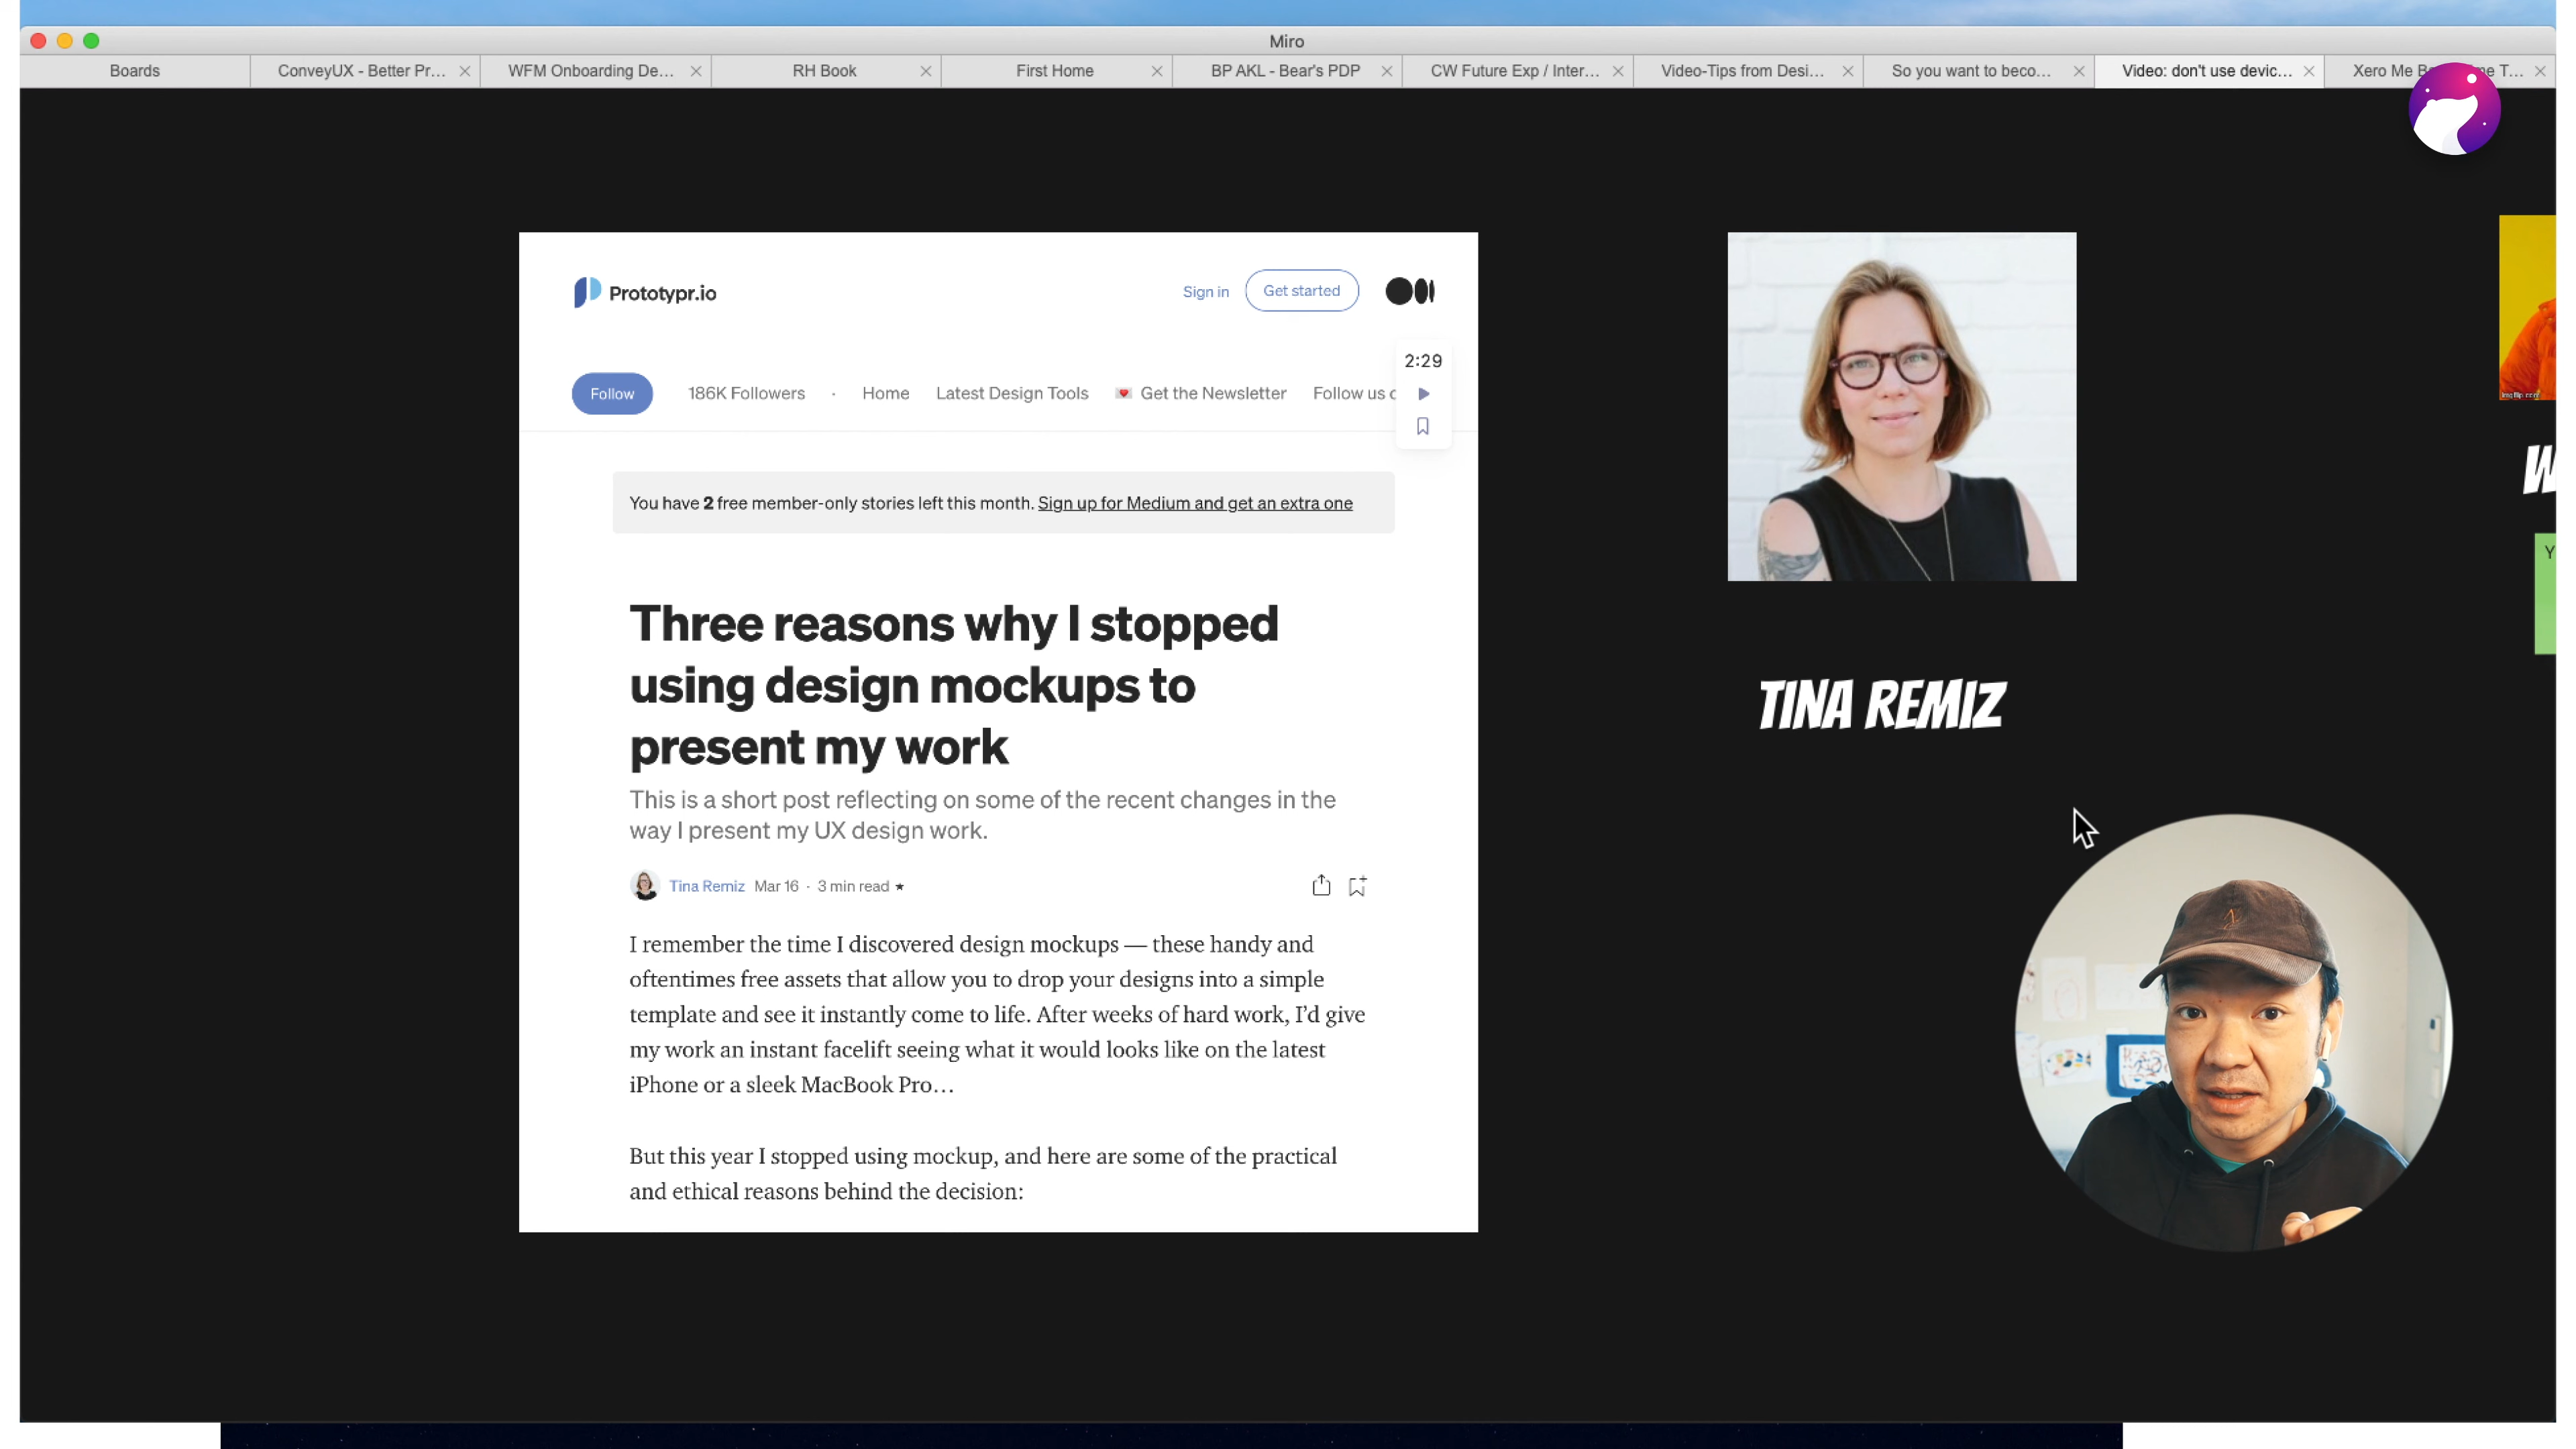 Miro
Boards
ConveyUX - Better Pr...
WFM Onboarding De...
RH Book
First Home
BP AKL - Bear's PDP
CW Future Exp / Inter...
Video-Tips from Desi...
So you want to beco...
Video: don't use devic...
Xero Me B
me T...
Prototypr.io
Sign in
Get started
2:29
Follow
186K Followers
·
Home
Latest Design Tools
Get the Newsletter
Follow us
You have 2 free member-only stories left this month. Sign up for Medium and get an extra one
Three reasons why I stopped
using design mockups to
present my work
This is a short post reflecting on some of the recent changes in the
way I present my UX design work.
Tina Remiz Mar 16 · 3 min read ★
I remember the time I discovered design mockups — these handy and
oftentimes free assets that allow you to drop your designs into a simple
template and see it instantly come to life. After weeks of hard work, I'd give
my work an instant facelift seeing what it would looks like on the latest
iPhone or a sleek MacBook Pro…
But this year I stopped using mockup, and here are some of the practical
and ethical reasons behind the decision:
TINA REMIZ
W
Y
imgflip.com